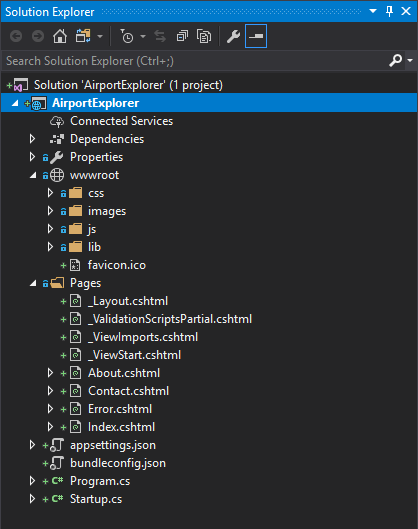 Solution Explorer
Search Solution Explorer (Ctrl+;)
Solution 'AirportExplorer' (1 project)
AirportExplorer
Connected Services
Dependencies
Properties
wwwroot
css
images
js
lib
favicon.ico
Pages
_Layout.cshtml
_ValidationScriptsPartial.cshtml
_ViewImports.cshtml
_ViewStart.cshtml
About.cshtml
Contact.cshtml
Error.cshtml
Index.cshtml
appsettings.json
bundleconfig.json
C# Program.cs
C# Startup.cs